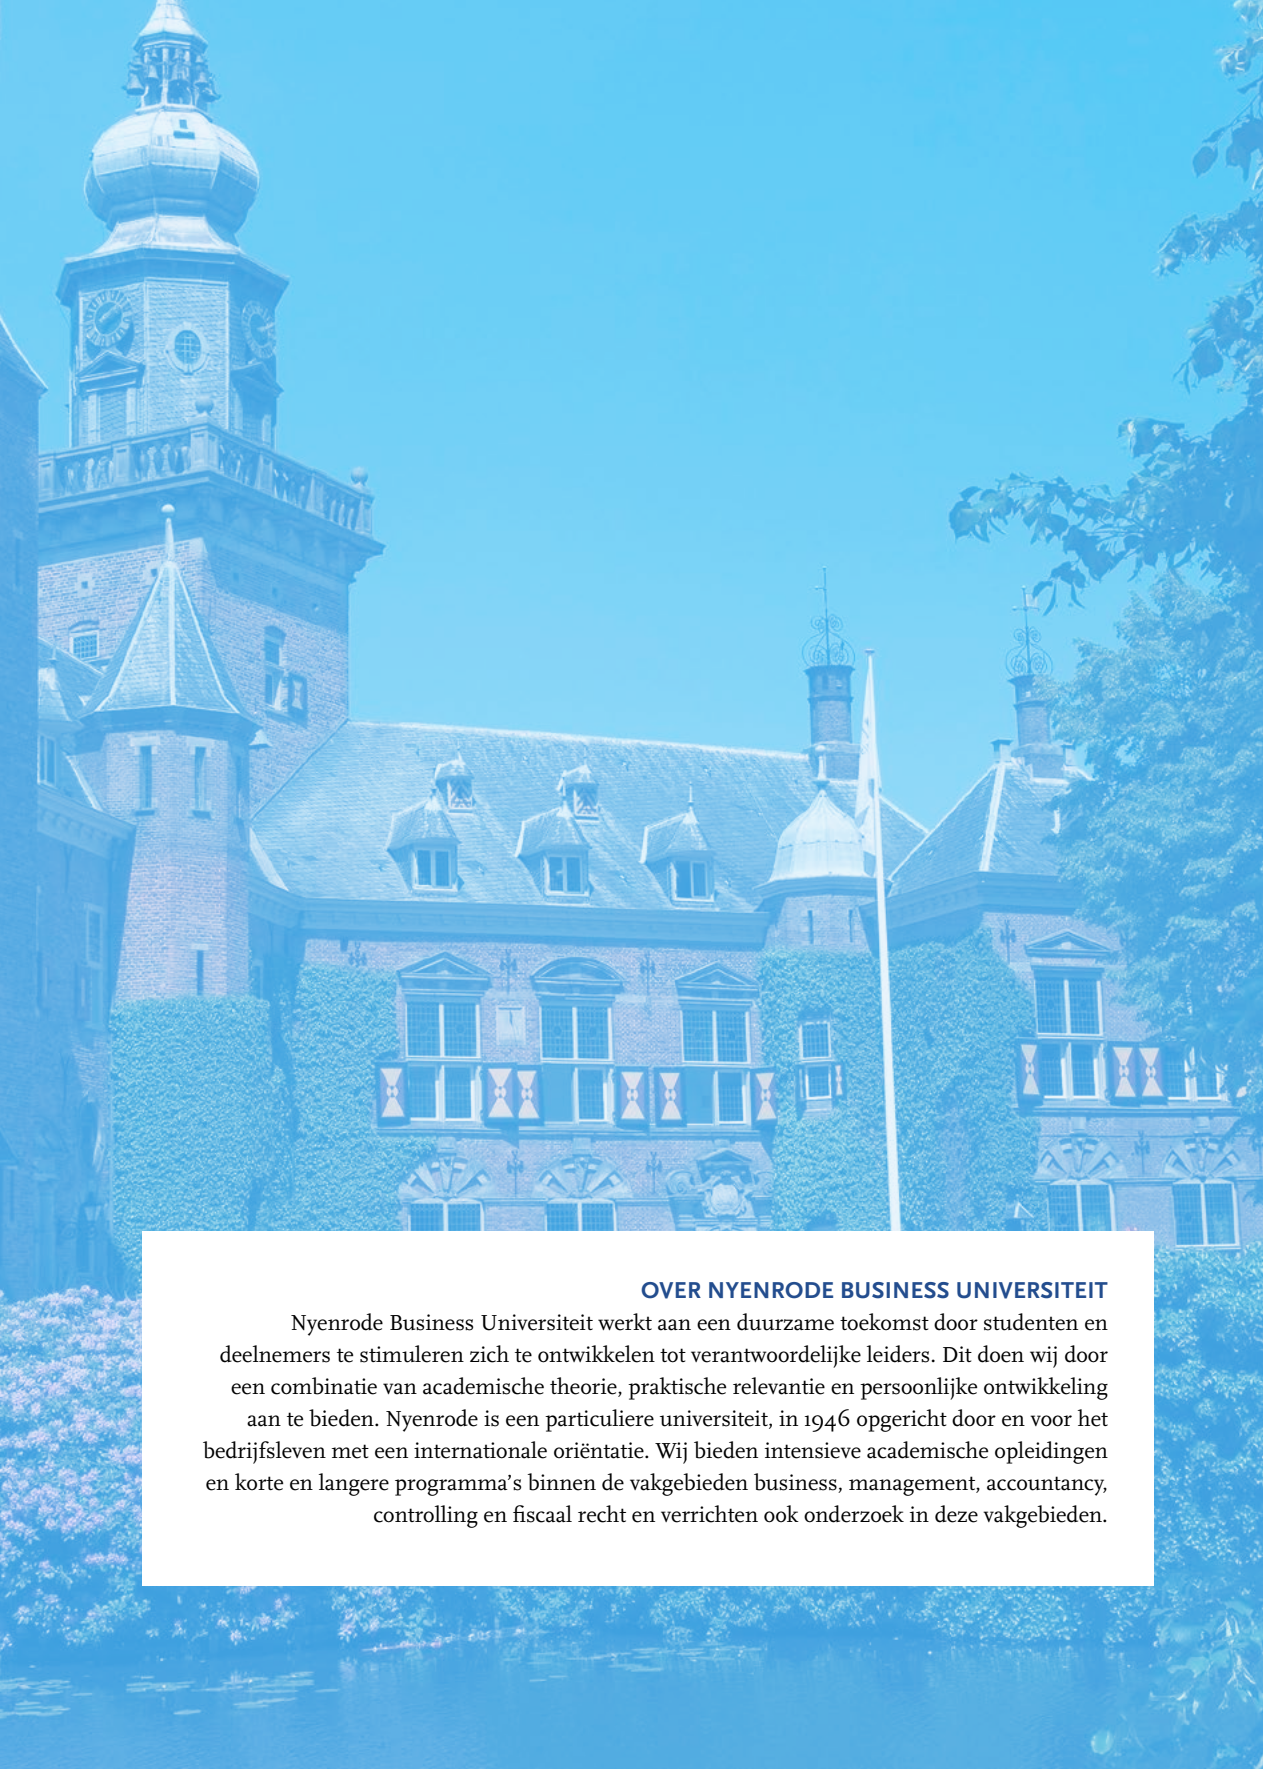 OVER NYENRODE BUSINESS UNIVERSITEIT
Nyenrode Business Universiteit werkt aan een duurzame toekomst door studenten en
deelnemers te stimuleren zich te ontwikkelen tot verantwoordelijke leiders. Dit doen wij door
een combinatie van academische theorie, praktische relevantie en persoonlijke ontwikkeling
aan te bieden. Nyenrode is een particuliere universiteit, in 1946 opgericht door en voor het
bedrijfsleven met een internationale oriëntatie. Wij bieden intensieve academische opleidingen
en korte en langere programma’s binnen de vakgebieden business, management, accountancy,
controlling en fiscaal recht en verrichten ook onderzoek in deze vakgebieden.